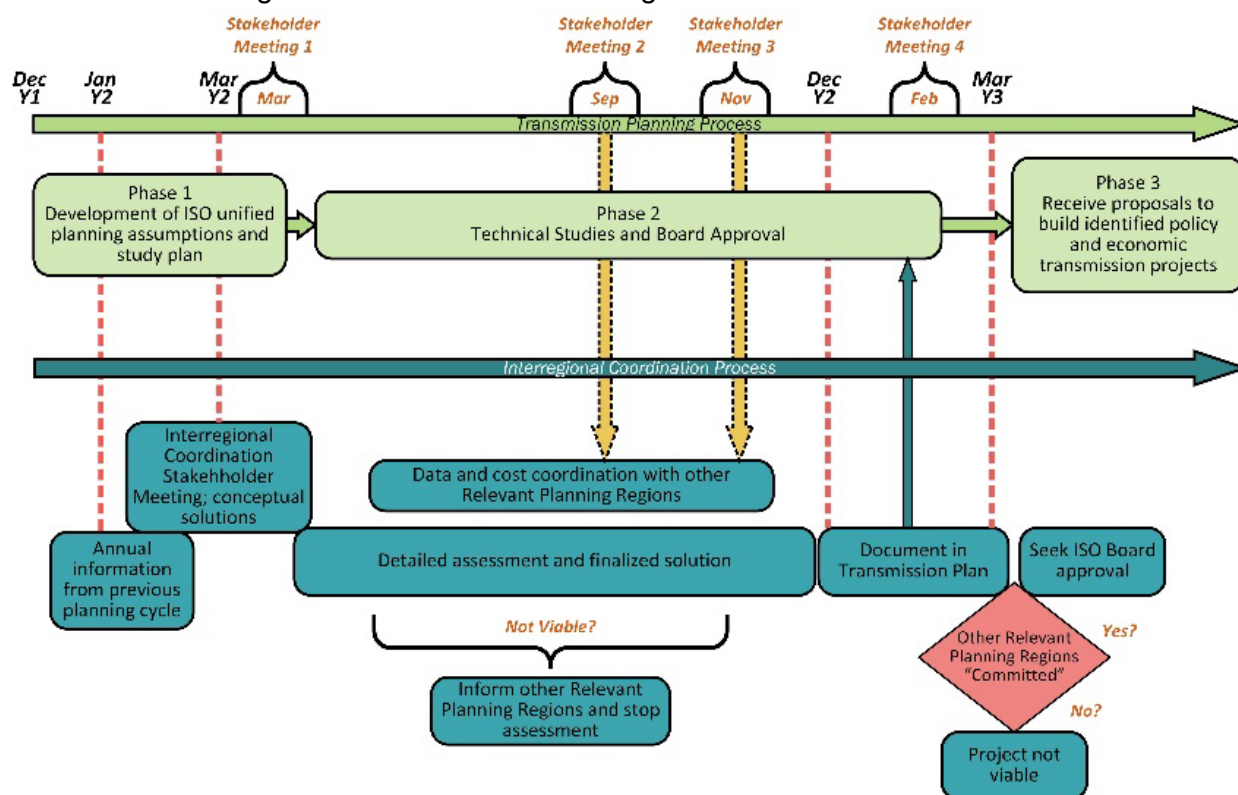 Stakeholder
Meeting 1
Stakeholder
Meeting 2
Stakeholder
Meeting 3
Stakeholder
Meeting 4
Dec
Y1
Jan
Y2
Mar
Y2
Mar
Sep
Nov
Dec
Y2
Feb
Mar
Y3
Transmission Planning Process
Phase 1
Development of ISO unified
planning assumptions and
study plan
Phase 2
Technical Studies and Board Approval
Phase 3
Receive proposals to
build identified policy
and economic
transmission projects
Interregional Coordination Process
Interregional
Coordination
Stakehholder
Meeting; conceptual
solutions
Data and cost coordination with other
Relevant Planning Regions
Annual
information
from previous
planning cycle
Detailed assessment and finalized solution
Document in
Transmission Plan
Seek ISO Board
approval
Not Viable?
Inform other Relevant
Planning Regions and stop
assessment
Other Relevant
Planning Regions
"Committed"
Yes?
No?
Project not
viable